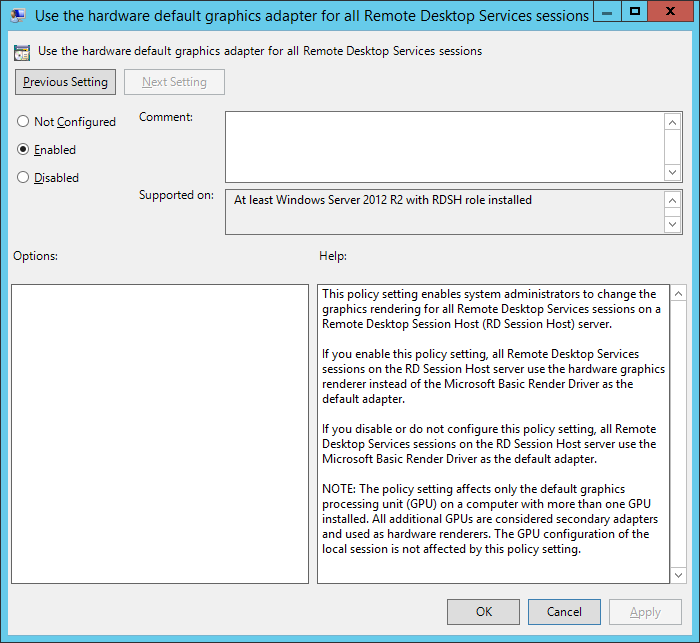 Use the hardware default graphics adapter for all Remote Desktop Services sessions
Use the hardware default graphics adapter for all Remote Desktop Services sessions
Previous Setting
Next Setting
Not Configured
Comment:
Enabled
Disabled
Supported on:
At least Windows Server 2012 R2 with RDSH role installed
Options:
Help:
This policy setting enables system administrators to change the
graphics rendering for all Remote Desktop Services sessions on a
Remote Desktop Session Host (RD Session Host) server.
If you enable this policy setting, all Remote Desktop Services
sessions on the RD Session Host server use the hardware graphics
renderer instead of the Microsoft Basic Render Driver as the
default adapter.
If you disable or do not configure this policy setting, all Remote
Desktop Services sessions on the RD Session Host server use the
Microsoft Basic Render Driver as the default adapter.
NOTE: The policy setting affects only the default graphics
processing unit (GPU) on a computer with more than one GPU
installed. All additional GPUs are considered secondary adapters
and used as hardware renderers. The GPU configuration of the
local session is not affected by this policy setting.
OK
Cancel
Apply